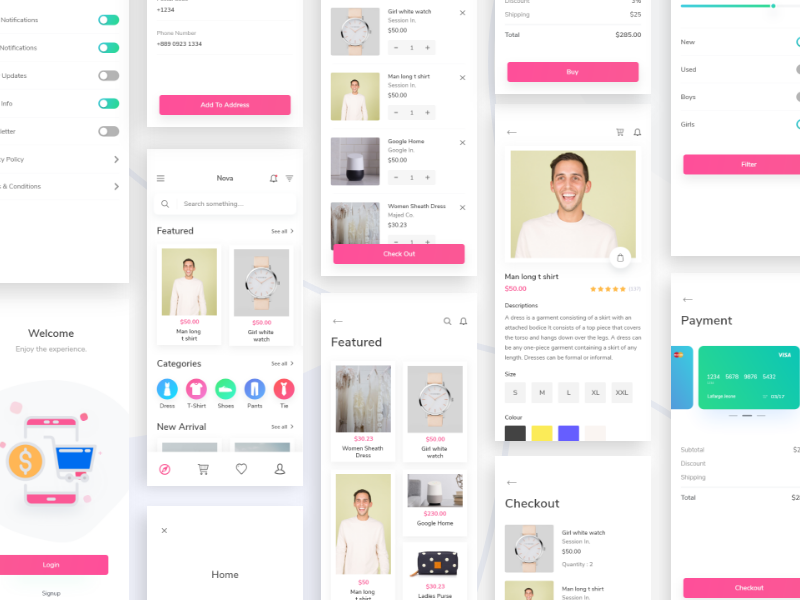 Notifications
Notifications
Updates
Info
letter
cy Policy
s & Conditions
Welcome
Enjoy the experience.
$
Login
Signup
+1234
Phone Number
+889 0923 1334
Add To Address
Nova
Search something...
Featured
See all
$50.00
Man long
t shirt
$50.00
Girl white
watch
Categories
See all
Dress
T-Shirt
Shoes
Pants
Tie
New Arrival
See all
Home
Girl white watch
Session In.
$50.00
− 1 +
Man long t shirt
Session In.
$50.00
− 1 +
Google Home
Google In.
$50.00
− 1 +
Women Sheath Dress
Majed Co.
$30.23
− 1 +
Check Out
Featured
$30.23
Women Sheath
Dress
$50.00
Girl white
watch
$50
Man long
t shirt
$230.00
Google Home
$30.23
Ladies Purse
Discount
Shipping
$25
Total
$285.00
Buy
Man long t shirt
$50.00
Descriptions
A dress is a garment consisting of a skirt with an
attached bodice It consists of a top piece that covers
the torso and hangs down over the legs. A dress can
be any one-piece garment containing a skirt of any
length. Dresses can be formal or informal.
Size
S
M
L
XL
XXL
Colour
Checkout
Girl white watch
Session In.
$50.00
Quantity : 2
Man long t shirt
Session In.
New
Used
Boys
Girls
Filter
Payment
VISA
1234 5678 9876 5432
03/17
Subtotal
$2
Discount
Shipping
Total
$28
Checkout